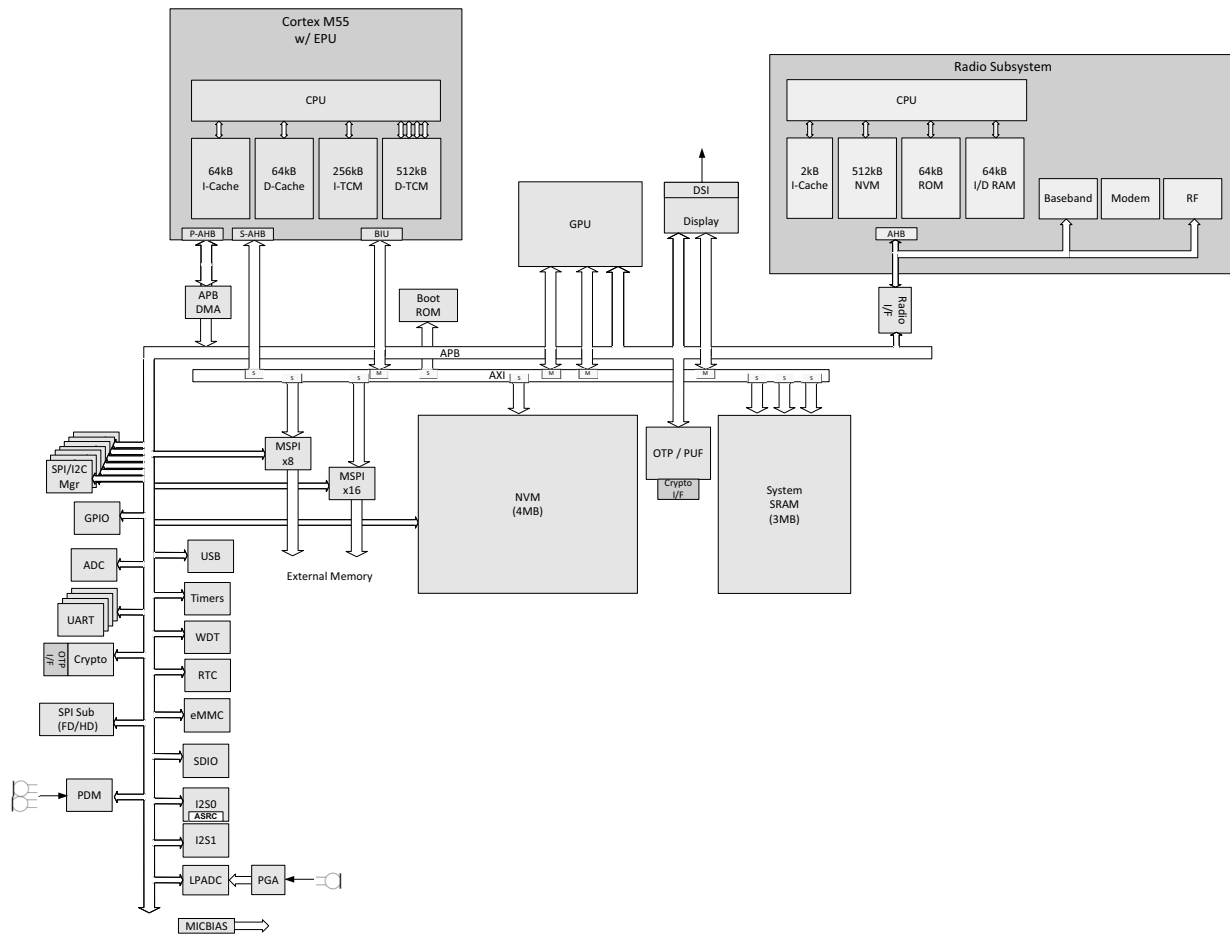 Cortex M55
w/ EPU
CPU
64kB
I-Cache
64kB
D-Cache
256kB
I-TCM
512kB
D-TCM
P-AHB
S-AHB
BIU
APB
DMA
Boot
ROM
GPU
DSI
Display
Radio Subsystem
CPU
2kB
I-Cache
512kB
NVM
64kB
ROM
64kB
I/D RAM
Baseband
Modem
RF
AHB
Radio
I/F
APB
AXI
S
S
S
M
S
S
M
M
M
S
S
S
MSPI
x8
MSPI
x16
External Memory
NVM
(4MB)
OTP / PUF
Crypto
I/F
System
SRAM
(3MB)
SPI/I2C
Mgr
GPIO
ADC
UART
OTP
I/F
Crypto
SPI Sub
(FD/HD)
PDM
USB
Timers
WDT
RTC
eMMC
SDIO
I2S0
ASRC
I2S1
LPADC
PGA
MICBIAS